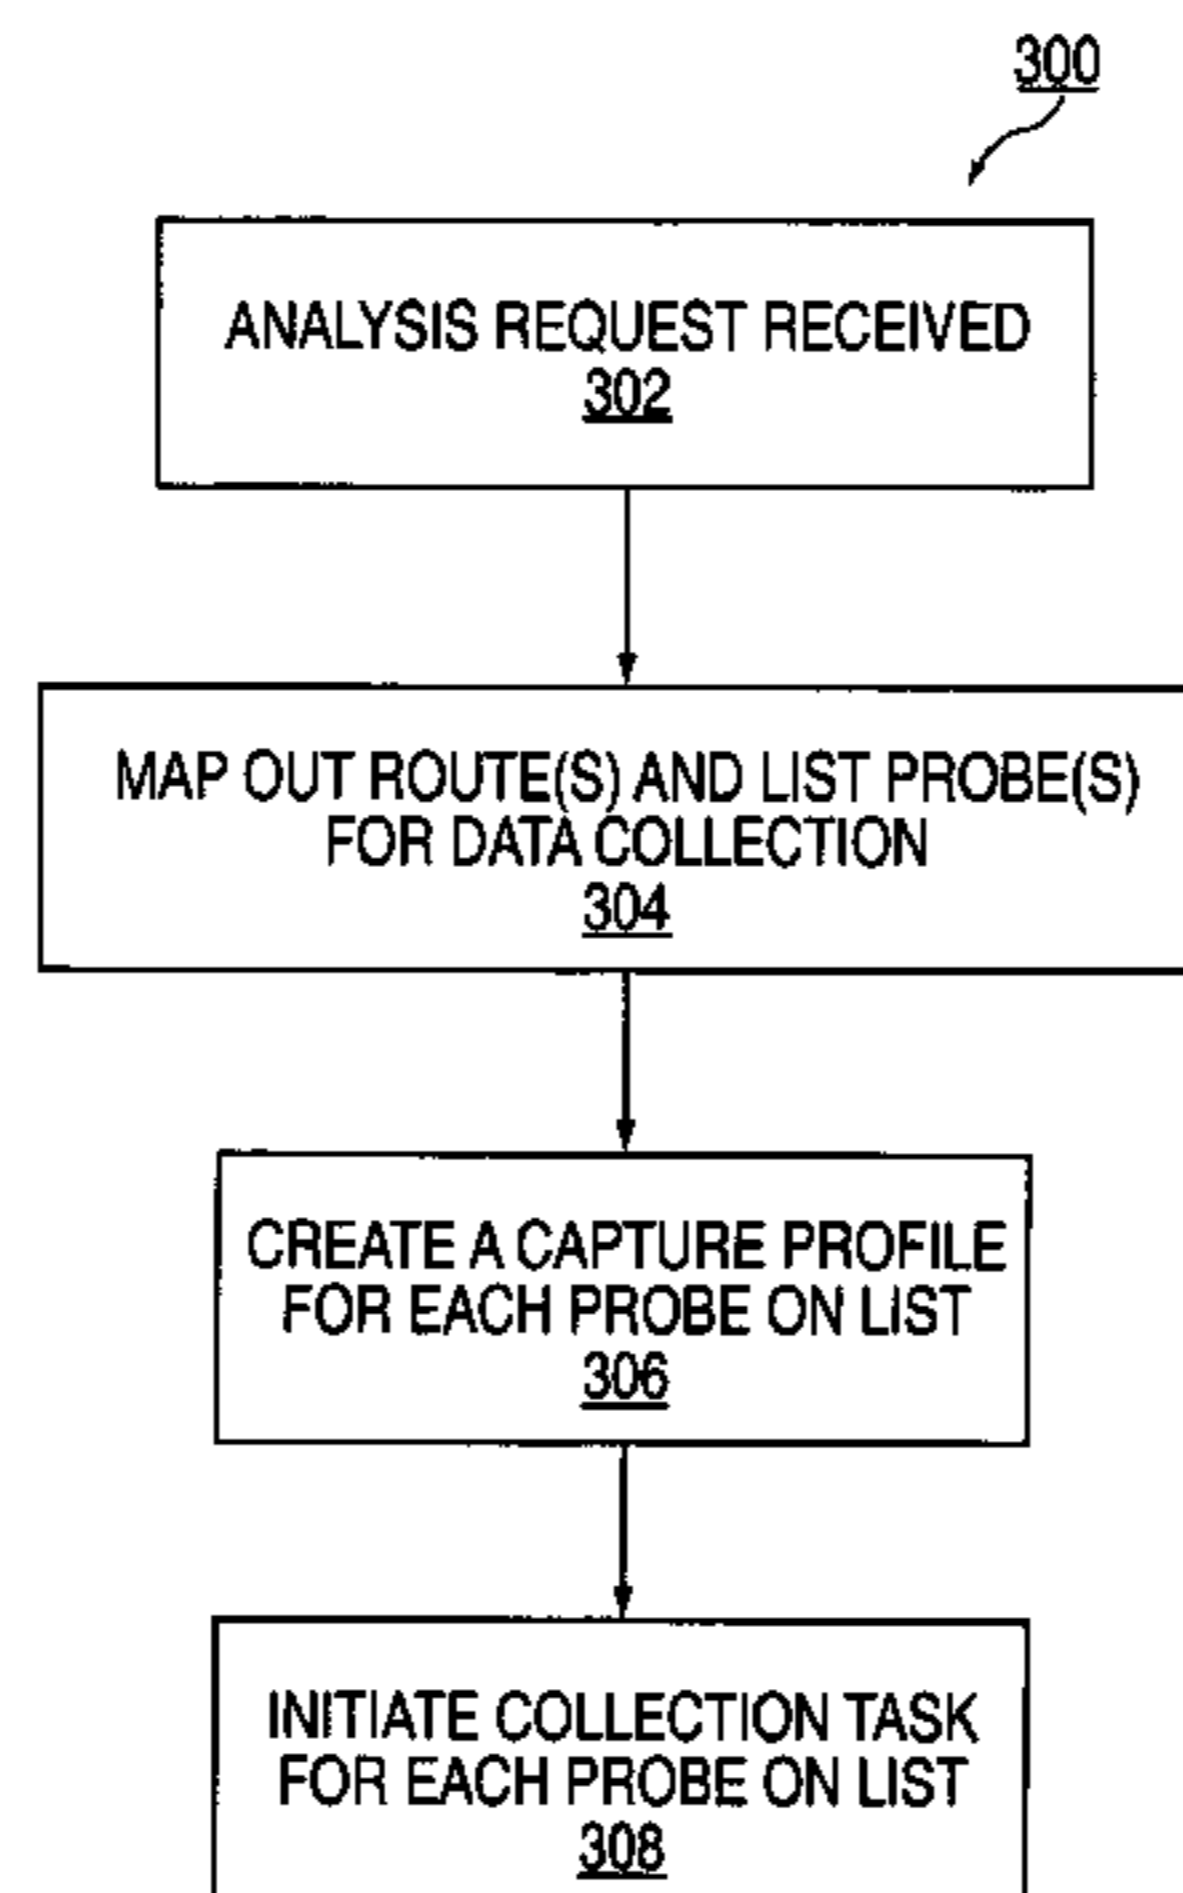 300
ANALYSIS REQUEST RECEIVED
302
MAP OUT ROUTE(S) AND LIST PROBE(S)
FOR DATA COLLECTION
304
CREATE A CAPTURE PROFILE
FOR EACH PROBE ON LIST
306
INITIATE COLLECTION TASK
FOR EACH PROBE ON LIST
308